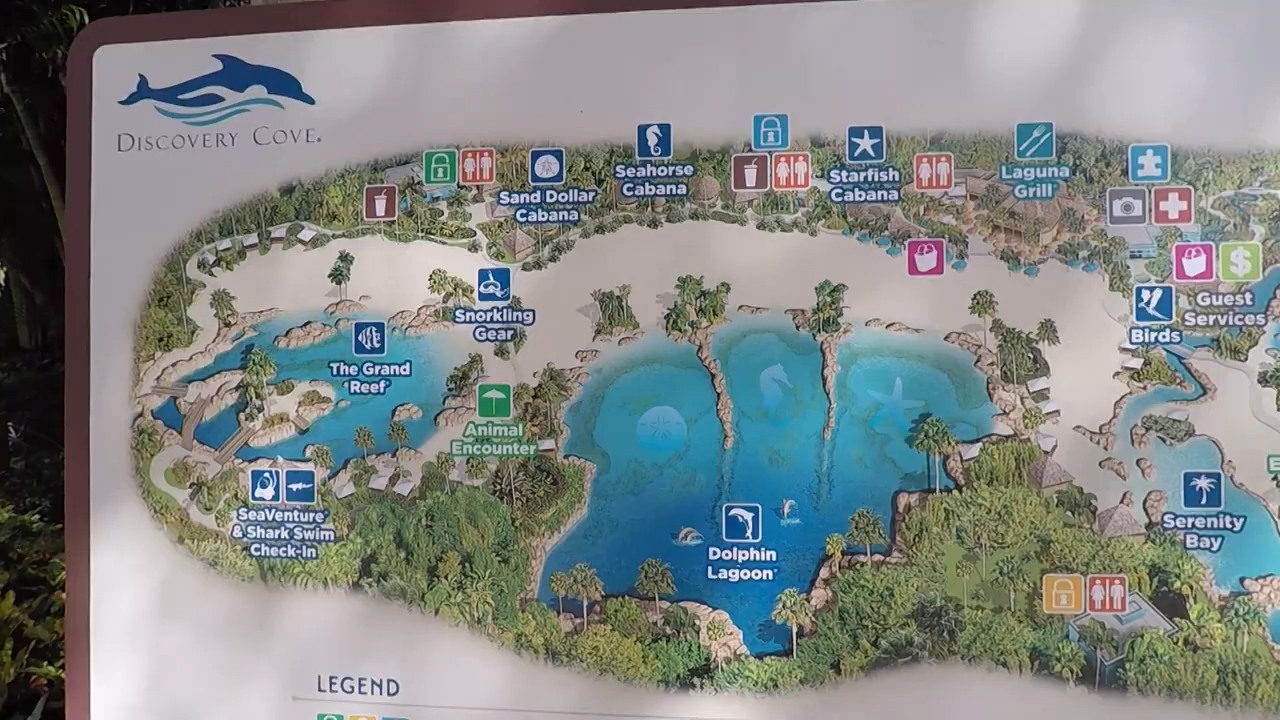 DISCOVERY COVE®
Sand Dollar
Cabana
Seahorse
Cabana
Starfish
Cabana
Laguna
Grill
Snorkling
Gear
$
Guest
Services
Birds
The Grand
Reef®
Animal
Encounter
SeaVenture®
& Shark Swim
Check-In
Dolphin
Lagoon®
Serenity
Bay
E
LEGEND